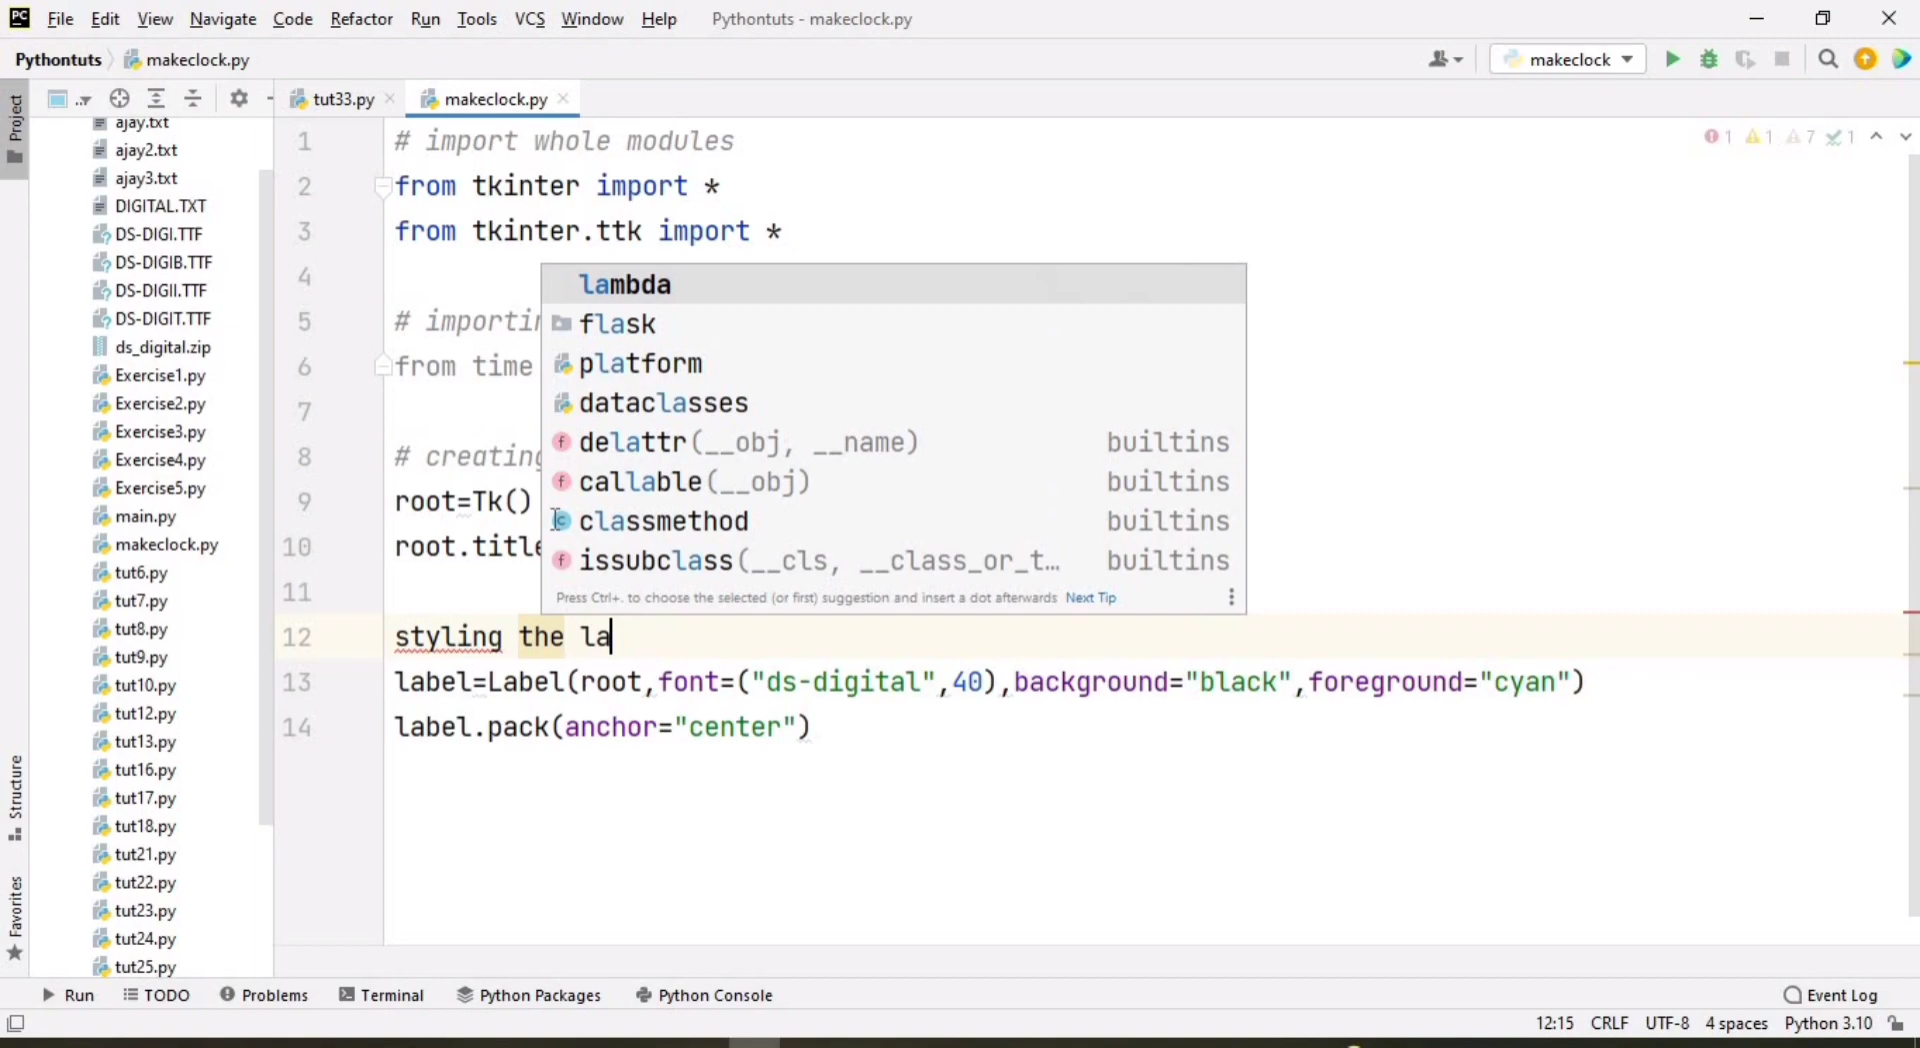 PC File Edit View Navigate Code Refactor Run Tools VCS Window Help Pythontuts - makeclock.py
Pythontuts makeclock.py makeclock
Project
tut33.py makeclock.py
ajay.txt
ajay2.txt
ajay3.txt
DIGITAL.TXT
DS-DIGI.TTF
DS-DIGIB.TTF
DS-DIGII.TTF
DS-DIGIT.TTF
ds_digital.zip
Exercise1.py
Exercise2.py
Exercise3.py
Exercise4.py
Exercise5.py
main.py
makeclock.py
tut6.py
tut7.py
tut8.py
tut9.py
tut10.py
tut12.py
tut13.py
tut16.py
tut17.py
tut18.py
tut21.py
tut22.py
tut23.py
tut24.py
tut25.py
Structure
Favorites
1 # import whole modules
2 from tkinter import *
3 from tkinter.ttk import *
4
5 # importin
6 from time
7
8 # creating
9 root=Tk()
10 root.title
11
12 styling the la
13 label=Label(root,font=("ds-digital",40),background="black",foreground="cyan")
14 label.pack(anchor="center")
1 1 7 1
lambda
flask
platform
dataclasses
delattr(__obj, __name) builtins
callable(__obj) builtins
classmethod builtins
issubclass(__cls, __class_or_t… builtins
Press Ctrl+. to choose the selected (or first) suggestion and insert a dot afterwards Next Tip
Run TODO Problems Terminal Python Packages Python Console Event Log
12:15 CRLF UTF-8 4 spaces Python 3.10